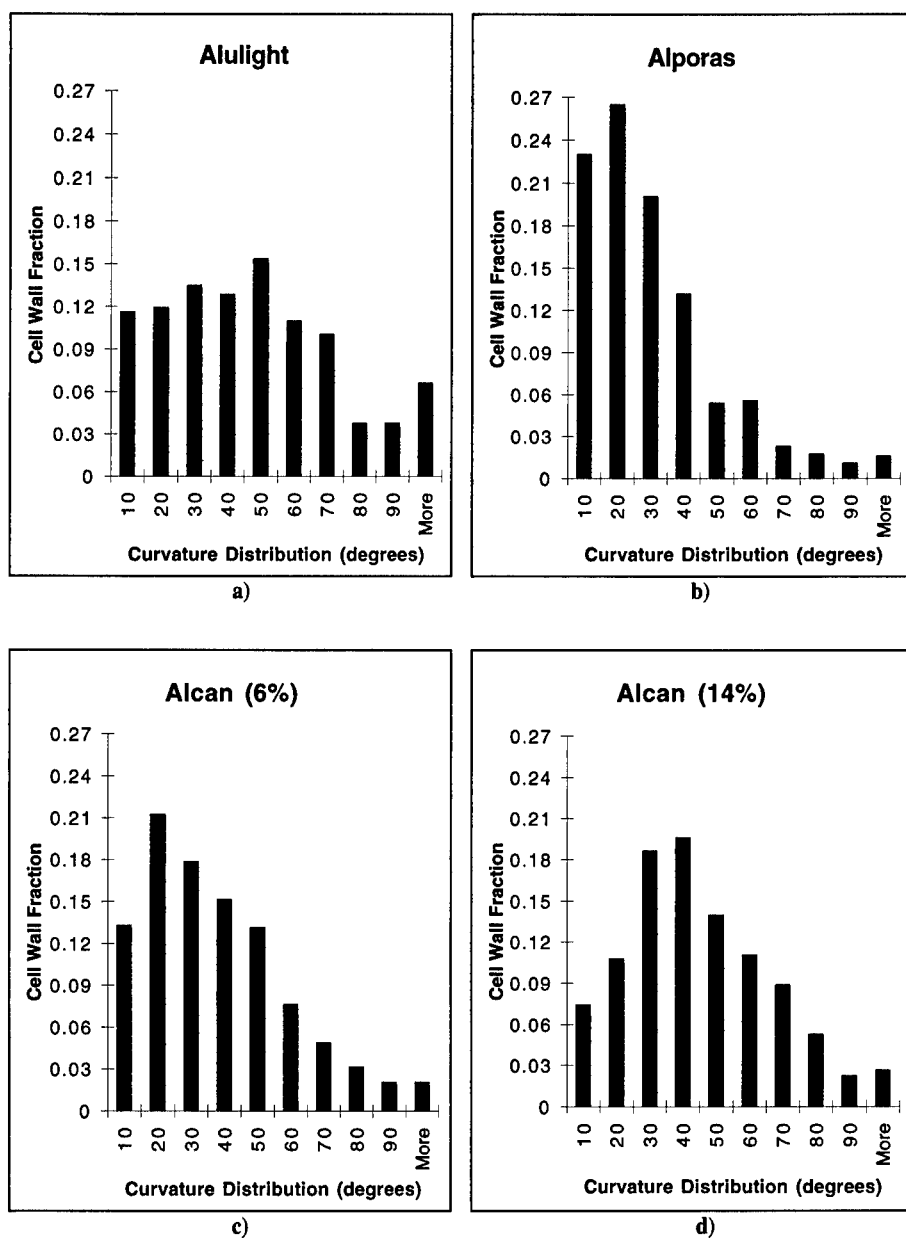 Alulight
0.27
0.24
0.21
0.18
0.15
0.12
0.09
0.06
0.03
0
Cell Wall Fraction
10 20 30 40 50 60 70 80 90 More
Curvature Distribution (degrees)
a)
Alporas
0.27
0.24
0.21
0.18
0.15
0.12
0.09
0.06
0.03
0
Cell Wall Fraction
10 20 30 40 50 60 70 80 90 More
Curvature Distribution (degrees)
b)
Alcan (6%)
0.27
0.24
0.21
0.18
0.15
0.12
0.09
0.06
0.03
0
Cell Wall Fraction
10 20 30 40 50 60 70 80 90 More
Curvature Distribution (degrees)
c)
Alcan (14%)
0.27
0.24
0.21
0.18
0.15
0.12
0.09
0.06
0.03
0
Cell Wall Fraction
10 20 30 40 50 60 70 80 90 More
Curvature Distribution (degrees)
d)